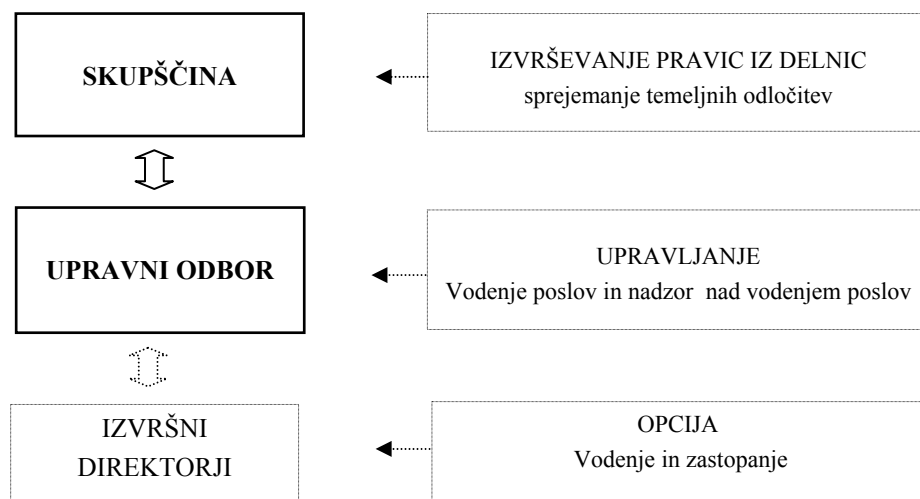 SKUPŠČINA
IZVRŠEVANJE PRAVIC IZ DELNIC
sprejemanje temeljnih odločitev
UPRAVNI ODBOR
UPRAVLJANJE
Vodenje poslov in nadzor nad vodenjem poslov
IZVRŠNI
DIREKTORJI
OPCIJA
Vodenje in zastopanje